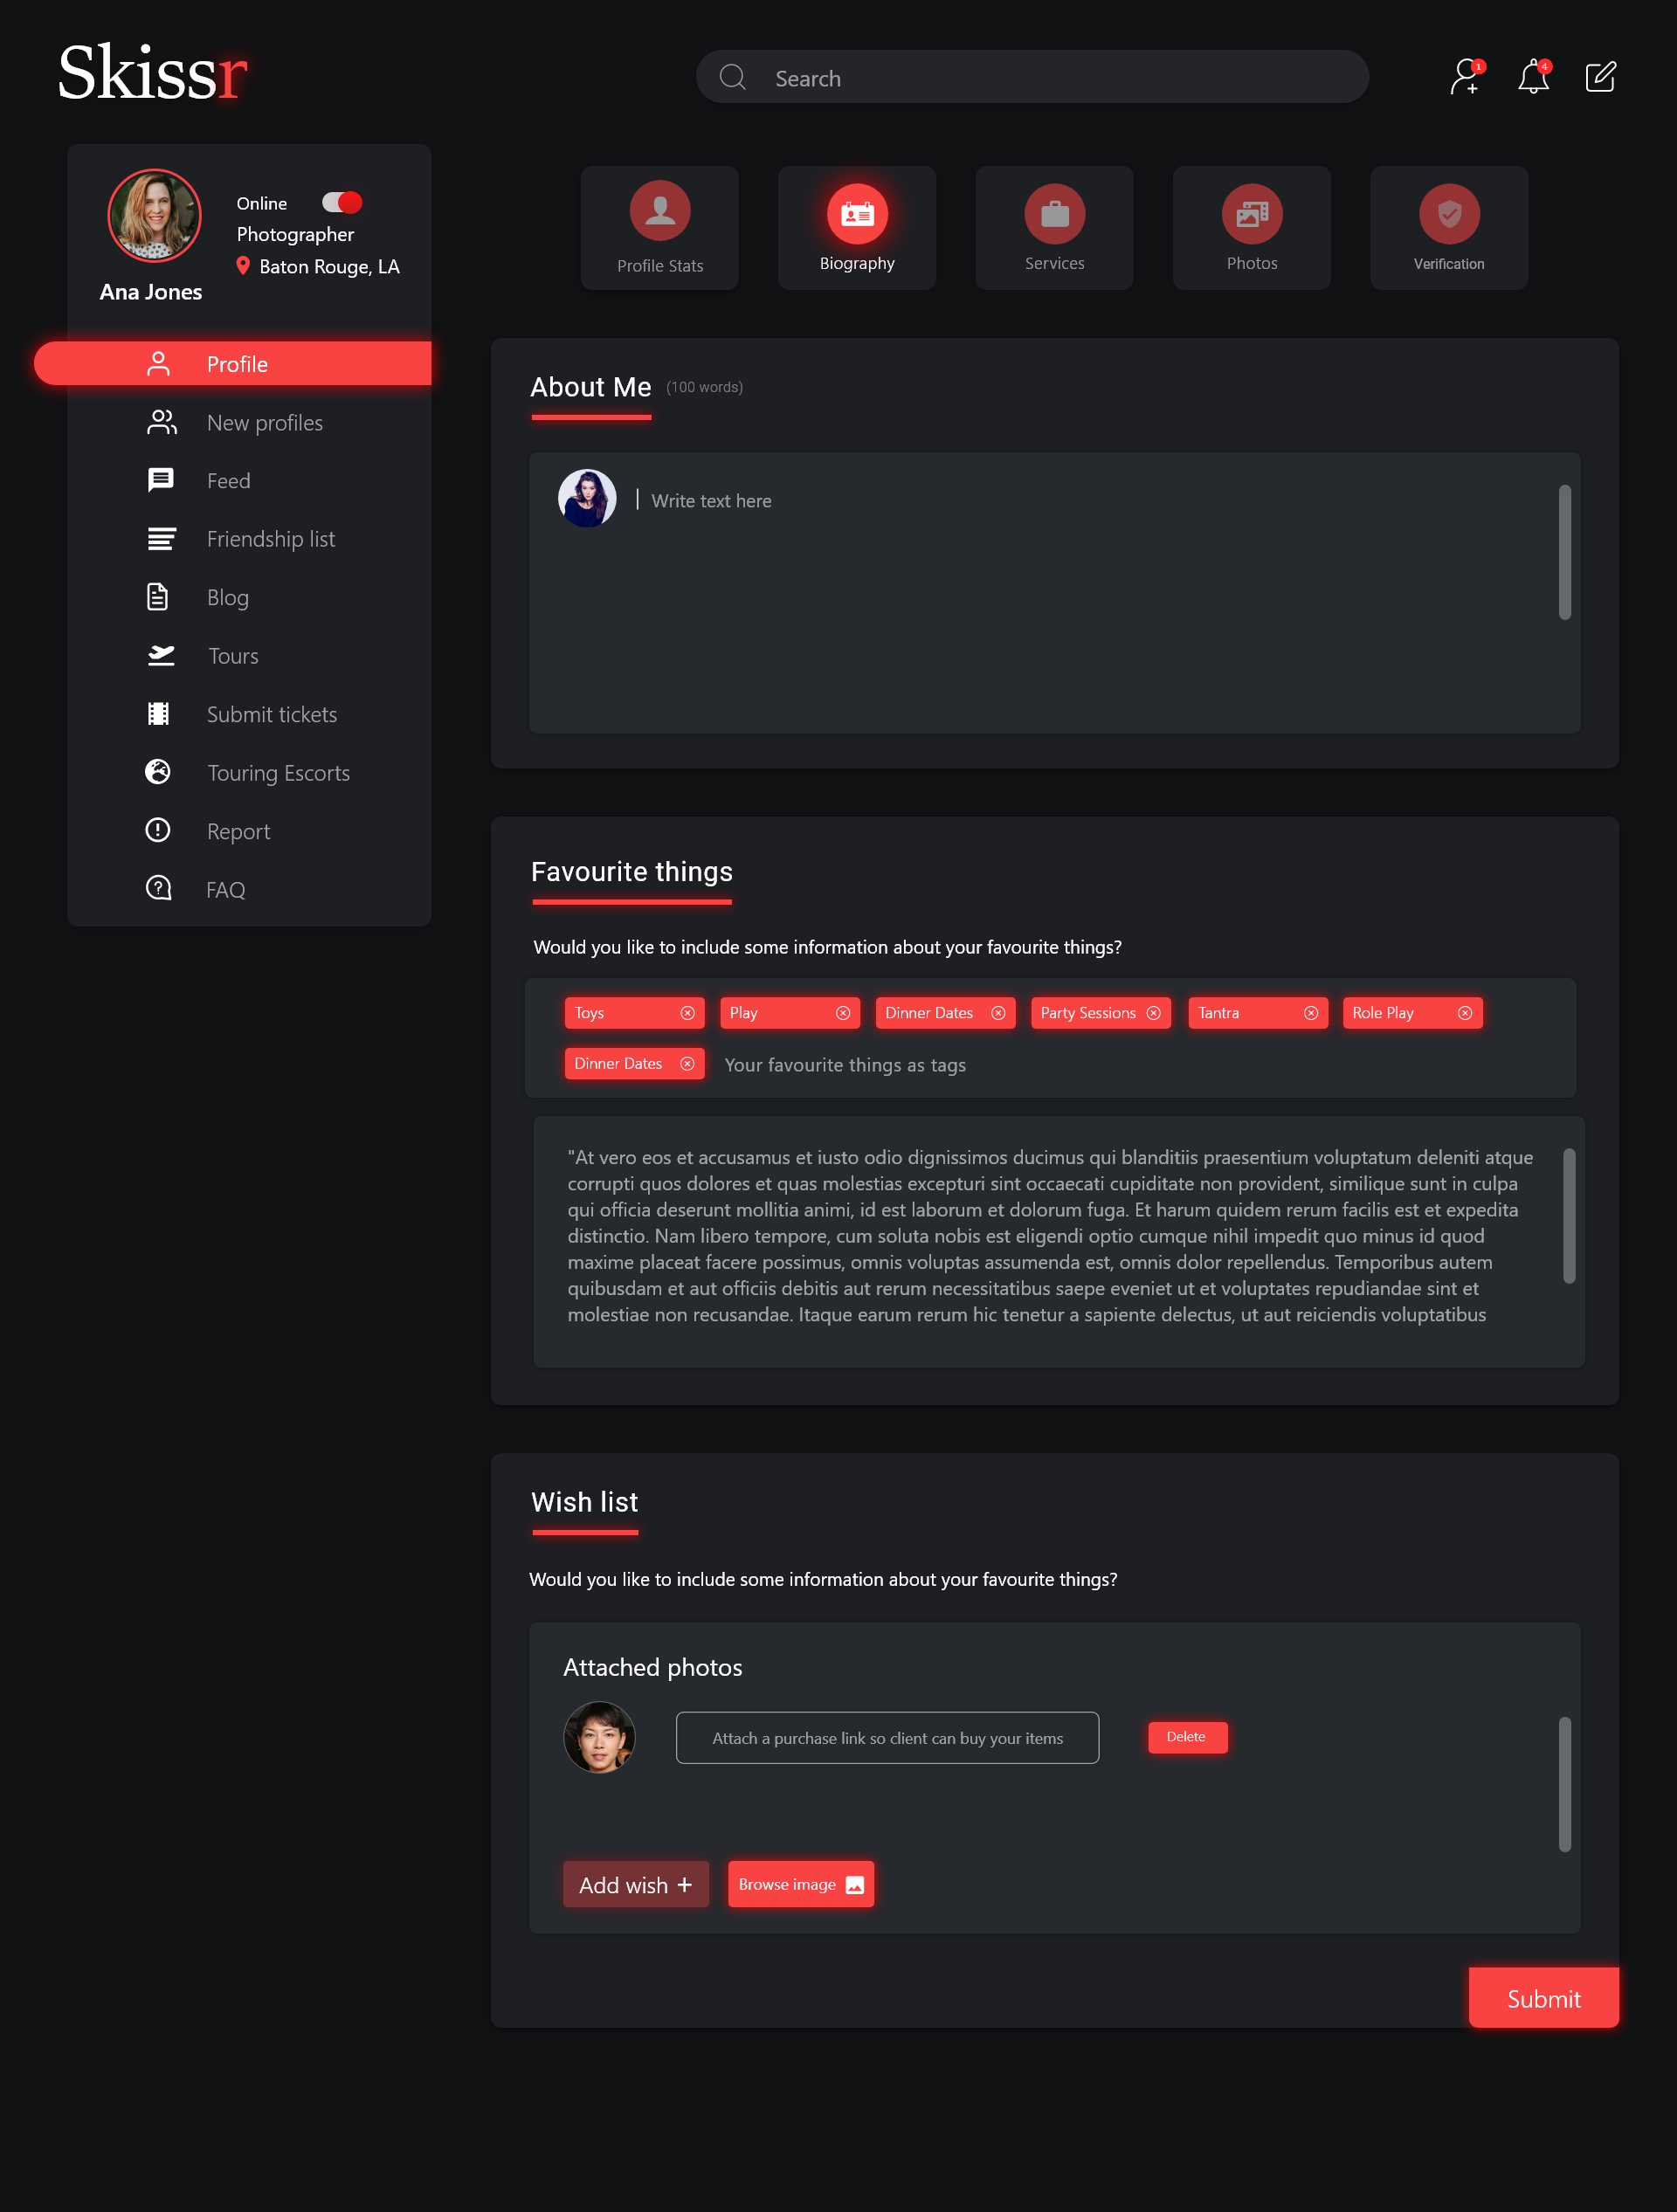 Skissr
Search
1
4
Online
Photographer
Baton Rouge, LA
Ana Jones
Profile
New profiles
Feed
Friendship list
Blog
Tours
Submit tickets
Touring Escorts
Report
FAQ
Profile Stats
Biography
Services
Photos
Verification
About Me (100 words)
Write text here
Favourite things
Would you like to include some information about your favourite things?
Toys Play Dinner Dates Party Sessions Tantra Role Play
Dinner Dates Your favourite things as tags
"At vero eos et accusamus et iusto odio dignissimos ducimus qui blanditiis praesentium voluptatum deleniti atque
corrupti quos dolores et quas molestias excepturi sint occaecati cupiditate non provident, similique sunt in culpa
qui officia deserunt mollitia animi, id est laborum et dolorum fuga. Et harum quidem rerum facilis est et expedita
distinctio. Nam libero tempore, cum soluta nobis est eligendi optio cumque nihil impedit quo minus id quod
maxime placeat facere possimus, omnis voluptas assumenda est, omnis dolor repellendus. Temporibus autem
quibusdam et aut officiis debitis aut rerum necessitatibus saepe eveniet ut et voluptates repudiandae sint et
molestiae non recusandae. Itaque earum rerum hic tenetur a sapiente delectus, ut aut reiciendis voluptatibus
Wish list
Would you like to include some information about your favourite things?
Attached photos
Attach a purchase link so client can buy your items
Delete
Add wish +
Browse image
Submit